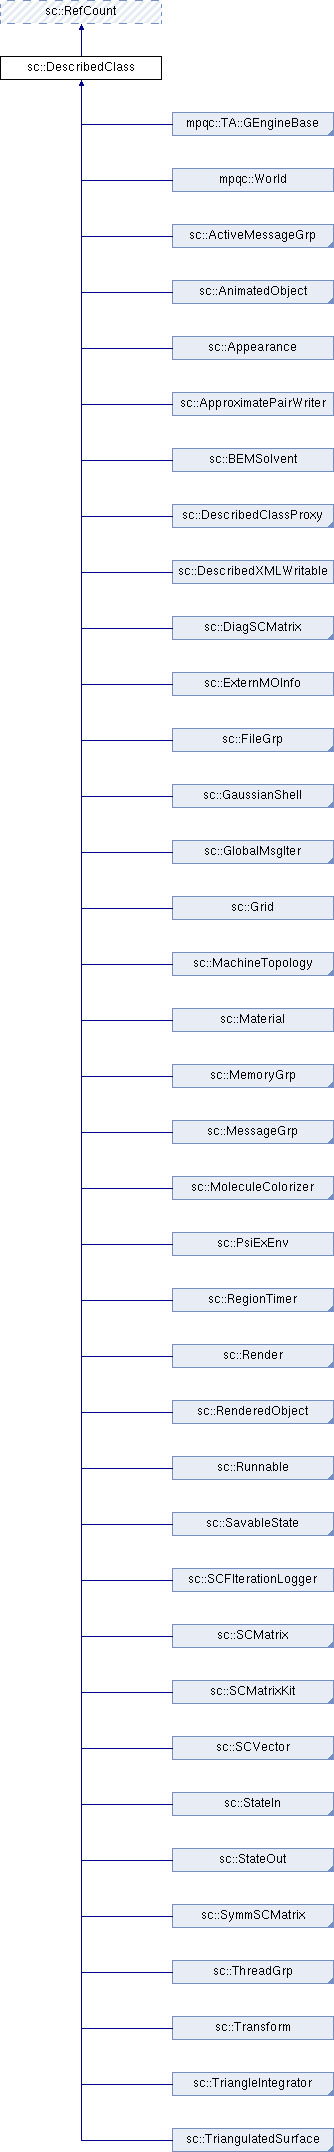 sc::RefCount
sc::DescribedClass
mpqc::TA::GEngineBase
mpqc::World
sc::ActiveMessageGrp
sc::AnimatedObject
sc::Appearance
sc::ApproximatePairWriter
sc::BEMSolvent
sc::DescribedClassProxy
sc::DescribedXMLWritable
sc::DiagSCMatrix
sc::ExternMOInfo
sc::FileGrp
sc::GaussianShell
sc::GlobalMsgIter
sc::Grid
sc::MachineTopology
sc::Material
sc::MemoryGrp
sc::MessageGrp
sc::MoleculeColorizer
sc::PsiExEnv
sc::RegionTimer
sc::Render
sc::RenderedObject
sc::Runnable
sc::SavableState
sc::SCFIterationLogger
sc::SCMatrix
sc::SCMatrixKit
sc::SCVector
sc::StateIn
sc::StateOut
sc::SymmSCMatrix
sc::ThreadGrp
sc::Transform
sc::TriangleIntegrator
sc::TriangulatedSurface